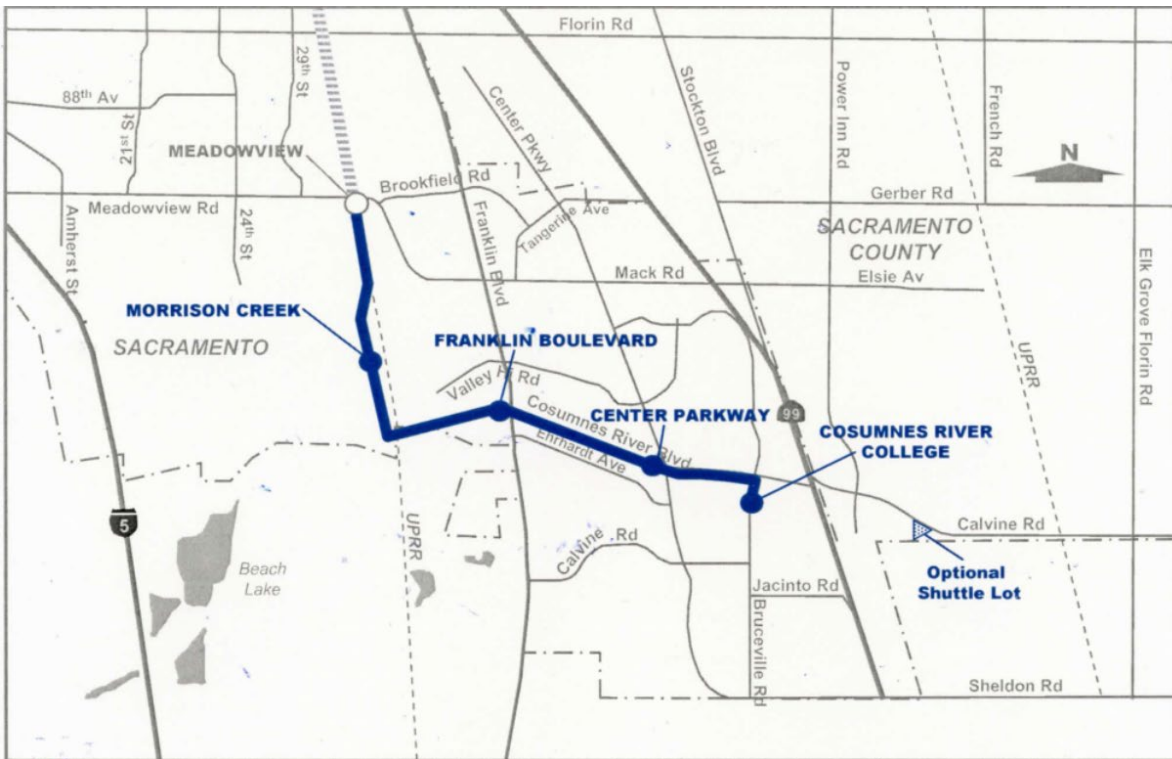 Florin Rd
29th St
88th Av
21st St
Center Pkwy
Stockton Blvd
Power Inn Rd
French Rd
N
MEADOWVIEW
Brookfield Rd
Gerber Rd
Meadowview Rd
24th St
Amherst St
Franklin Blvd
Tangerine Ave
SACRAMENTO
COUNTY
Mack Rd
Elsie Av
Elk Grove Florin Rd
MORRISON CREEK
SACRAMENTO
FRANKLIN BOULEVARD
Valley Hi Rd
UPRR
Cosumnes River Blvd
CENTER PARKWAY
99
COSUMNES RIVER
COLLEGE
Ehrhardt Ave
5
UPRR
Calvine Rd
Calvine Rd
Beach
Lake
Optional
Shuttle Lot
Jacinto Rd
Bruceville Rd
Sheldon Rd